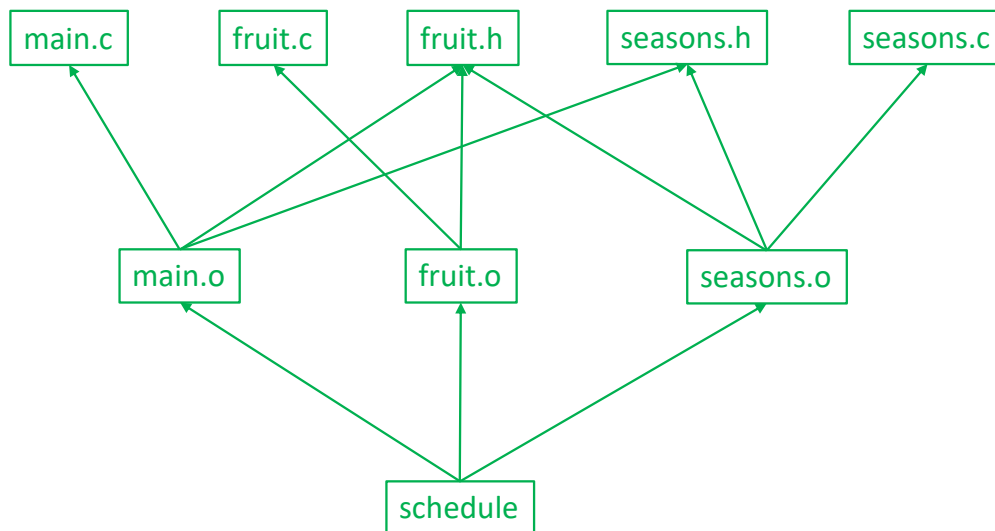 main.c
fruit.c
fruit.h
seasons.h
seasons.c
main.o
fruit.o
seasons.o
schedule